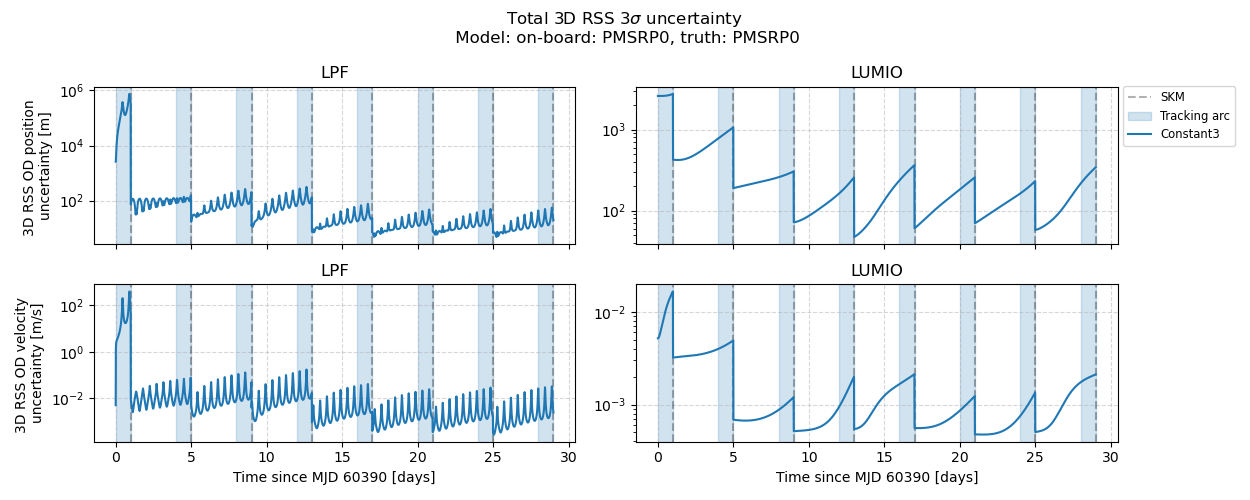 Total 3D RSS 3σ uncertainty
Model: on-board: PMSRP0, truth: PMSRP0
LPF
LUMIO
3D RSS OD position
uncertainty [m]
10^6
10^4
10^2
10^3
10^2
SKM
Tracking arc
Constant3
LPF
LUMIO
3D RSS OD velocity
uncertainty [m/s]
10^2
10^0
10^−2
10^−2
10^−3
0 5 10 15 20 25 30
0 5 10 15 20 25 30
Time since MJD 60390 [days]
Time since MJD 60390 [days]